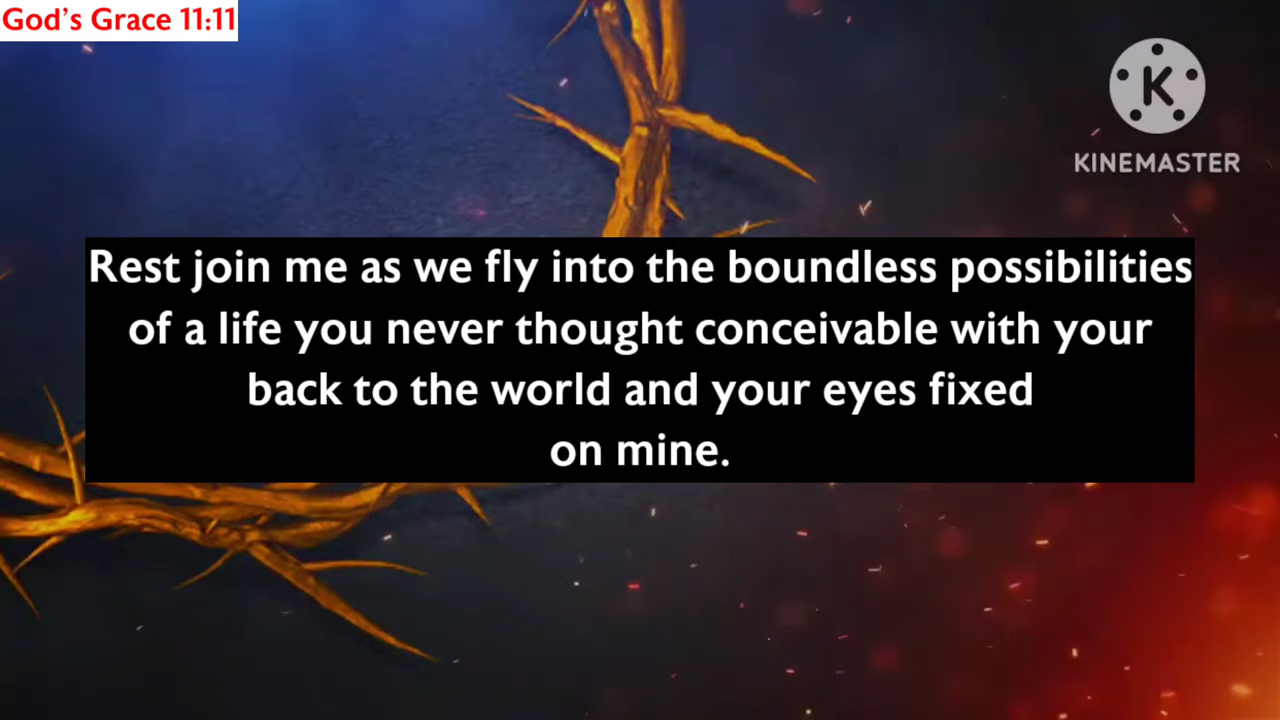 God's Grace 11:11
K
KINEMASTER
Rest join me as we fly into the boundless possibilities
of a life you never thought conceivable with your
back to the world and your eyes fixed
on mine.